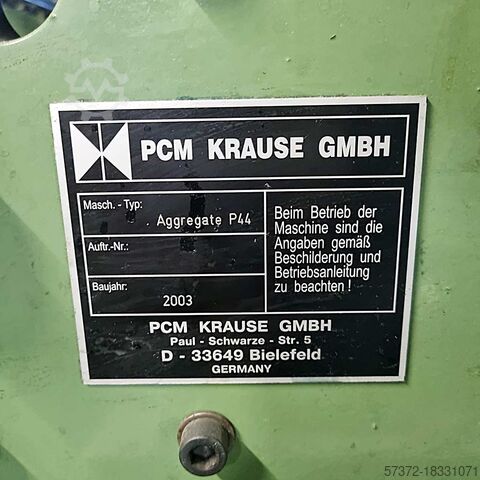 PCM KRAUSE GMBH
Masch. - Typ:
Aggregate P44
Auftr.-Nr.:
Baujahr:
2003
Beim Betrieb der
Maschine sind die
Angaben gemäß
Beschilderung und
Betriebsanleitung
zu beachten !
PCM KRAUSE GMBH
Paul - Schwarze - Str. 5
D - 33649 Bielefeld
GERMANY
57372-18331071